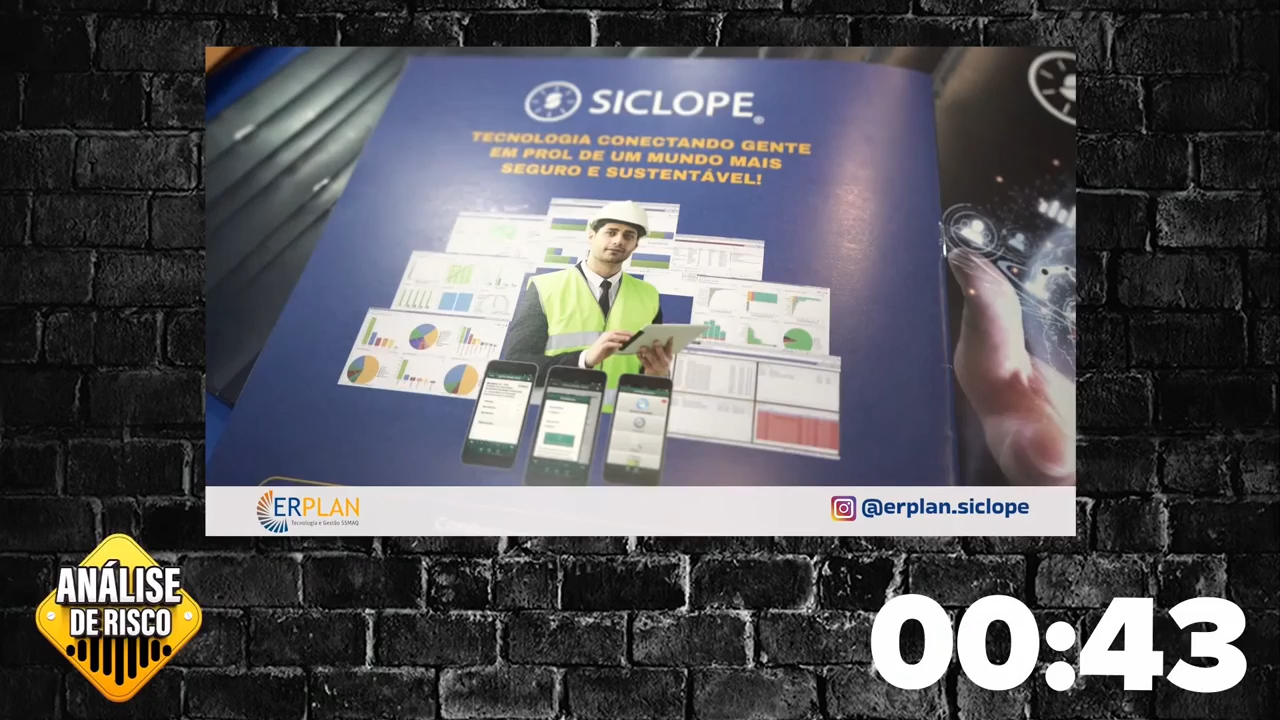 SICLOPE®
TECNOLOGIA CONECTANDO GENTE
EM PROL DE UM MUNDO MAIS
SEGURO E SUSTENTÁVEL!
ERPLAN
Tecnologia e Gestão SSMAQ
@erplan.siclope
ANÁLISE
DE RISCO
00:43